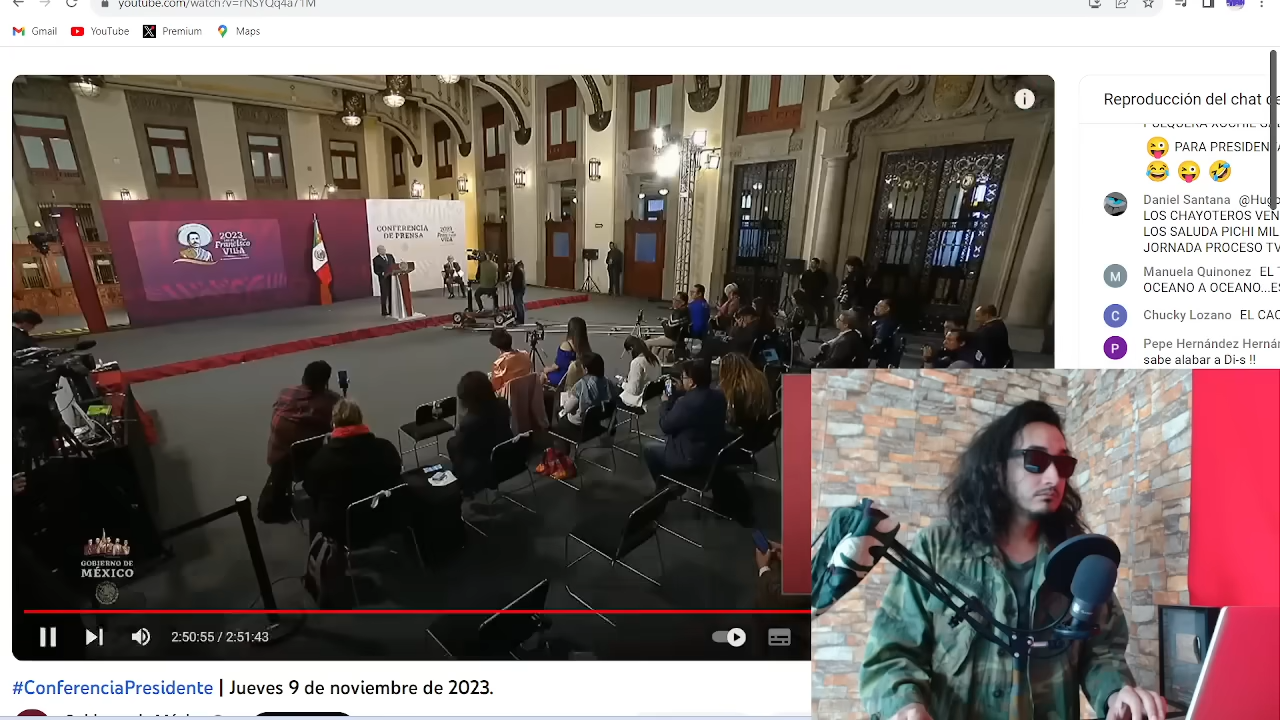 youtube.com/watch?v=rNSYQq4a71M
Gmail
YouTube
Premium
Maps
Reproducción del chat
PARA PRESIDEN
Daniel Santana
LOS CHAYOTEROS VEN
LOS SALUDA PICHI MIL
JORNADA PROCESO TV
Manuela Quinonez EL
OCEANO A OCEANO...ES
Chucky Lozano EL CAC
Pepe Hernández Hernán
sabe alabar a Di-s !!
2023
Francisco
VILLA
CONFERENCIA
DE PRENSA
2023
Francisco
VILLA
GOBIERNO DE
MÉXICO
2:50:55 / 2:51:43
#ConferenciaPresidente | Jueves 9 de noviembre de 2023.